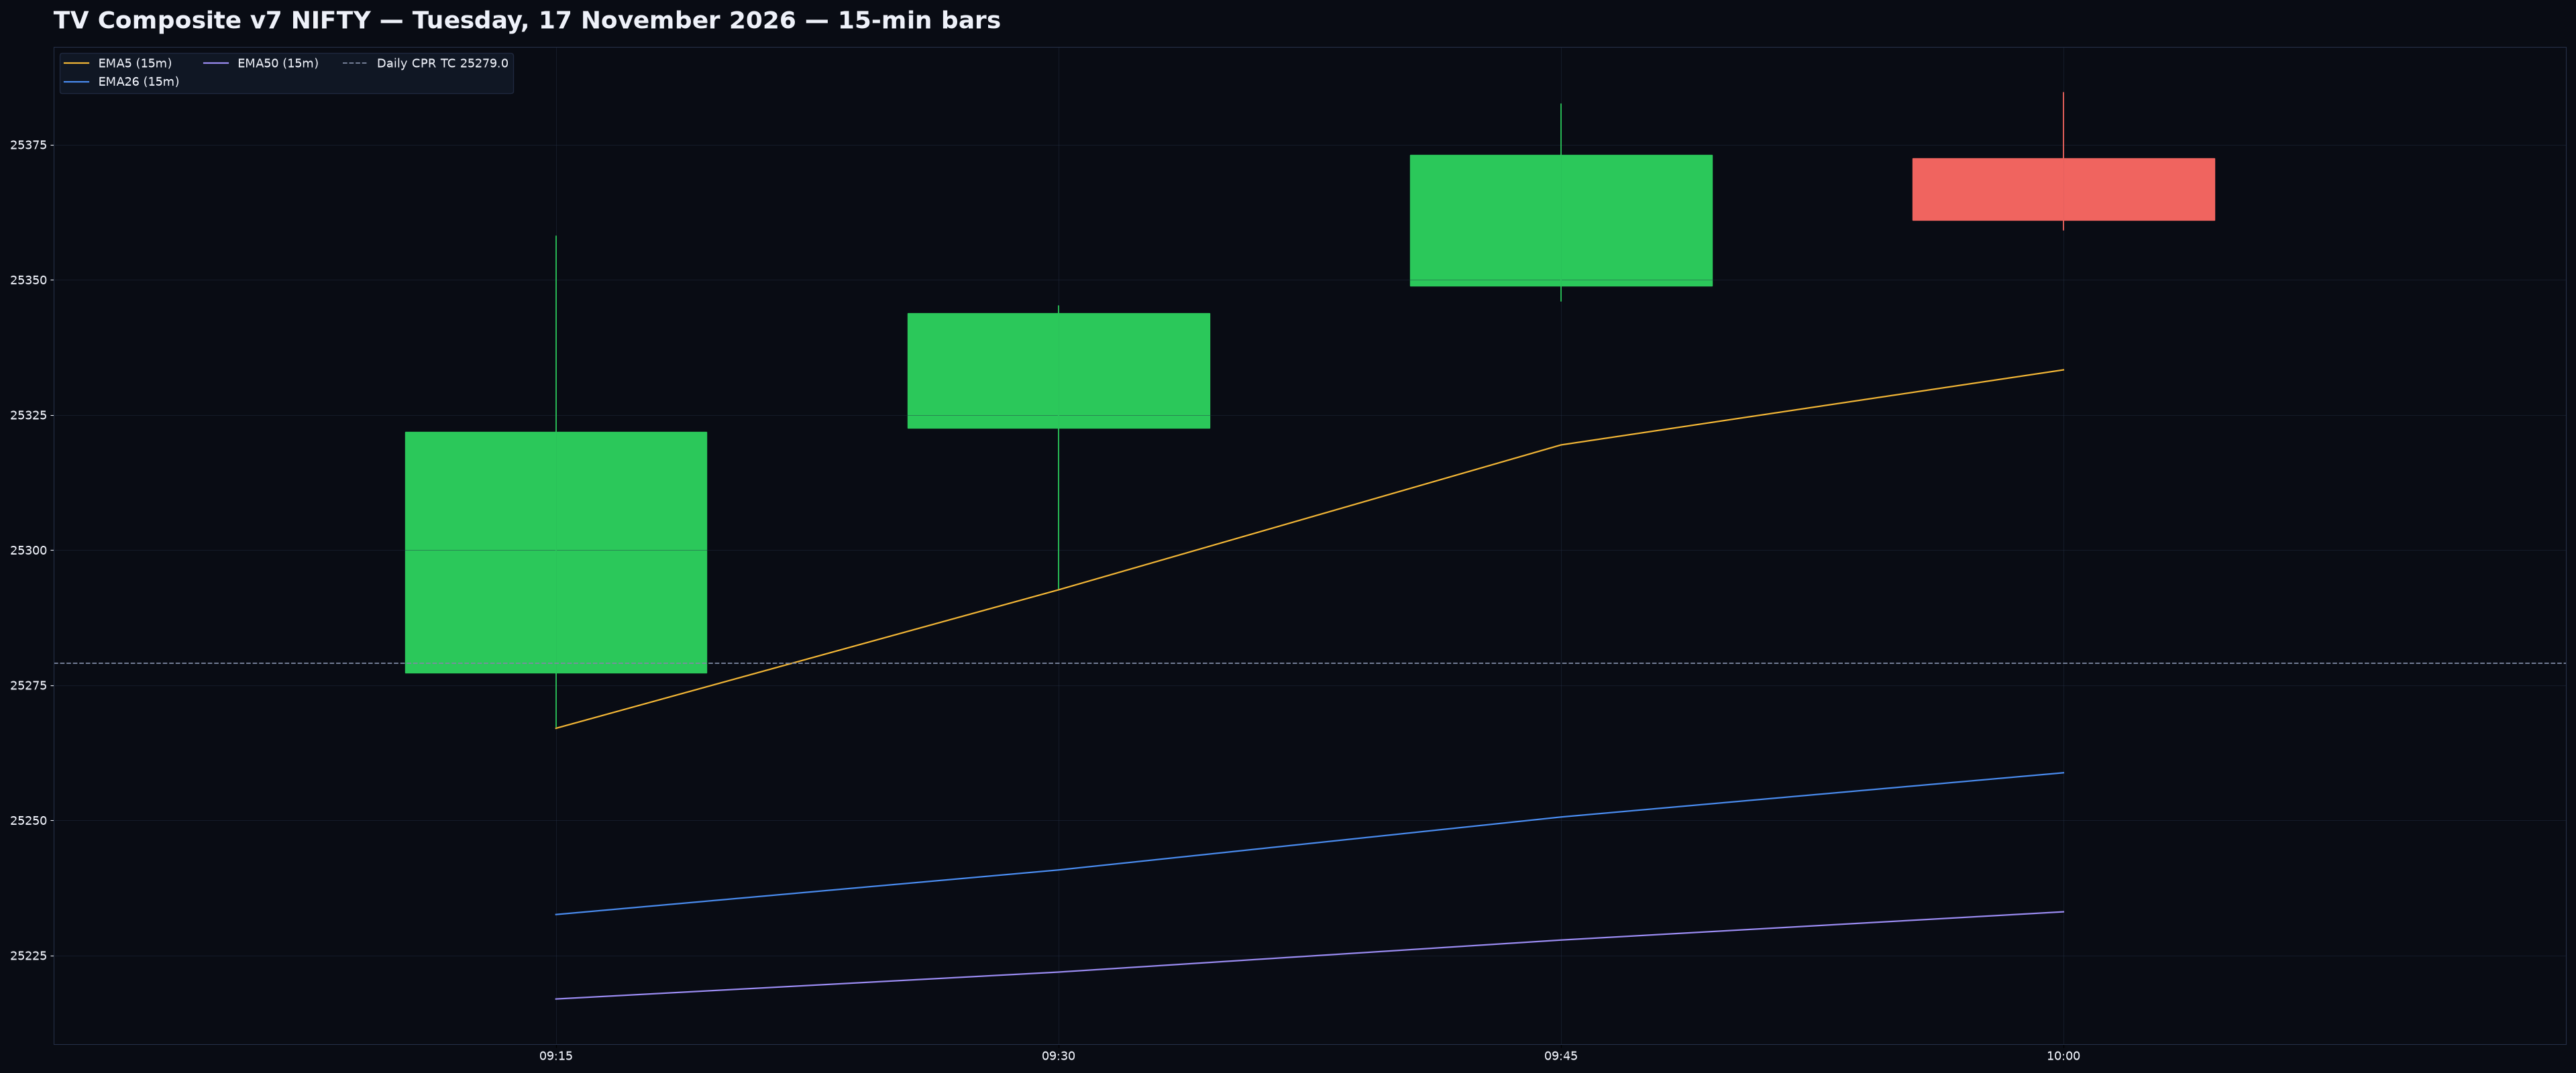 TV Composite v7 NIFTY — Tuesday, 17 November 2026 — 15-min bars
EMA5 (15m) EMA50 (15m) Daily CPR TC 25279.0
EMA26 (15m)
25375
25350
25325
25300
25275
25250
25225
09:15 09:30 09:45 10:00